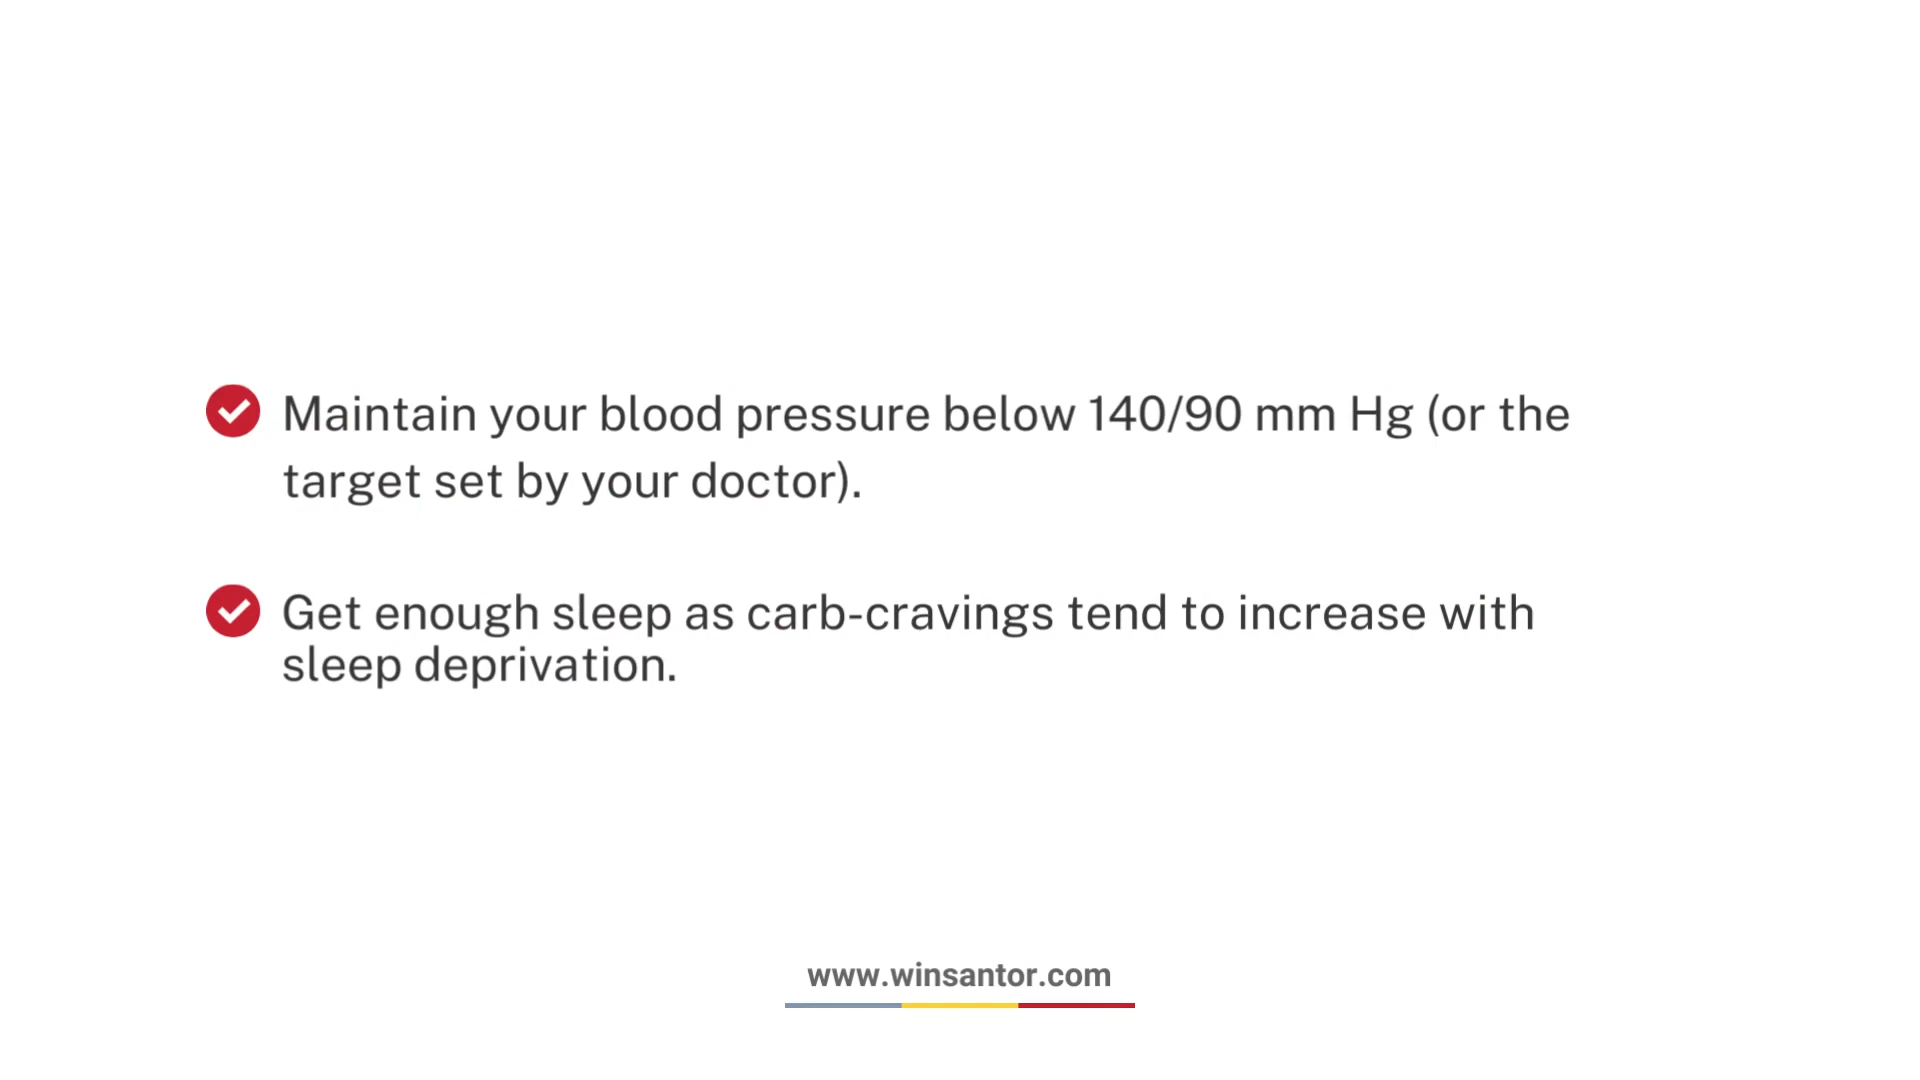 Maintain your blood pressure below 140/90 mm Hg (or the
target set by your doctor).
Get enough sleep as carb-cravings tend to increase with
sleep deprivation.
www.winsantor.com